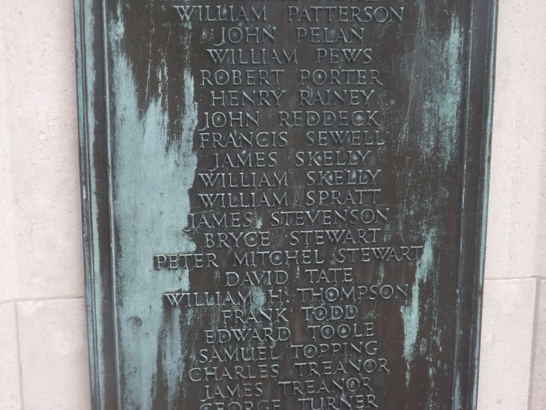 WILLIAM PATTERSON
JOHN PELAN
WILLIAM PEWS
ROBERT PORTER
HENRY RAINEY
JOHN REDDECK
FRANCIS SEWELL
JAMES SKELLY
WILLIAM SKELLY
WILLIAM SPRATT
JAMES STEVENSON
BRYCE STEWART
PETER MITCHEL STEWART
DAVID TATE
WILLIAM H. THOMPSON
FRANK TODD
EDWARD TOOLE
SAMUEL TOPPING
CHARLES TREANOR
JAMES TREANOR
GEORGE TURNER